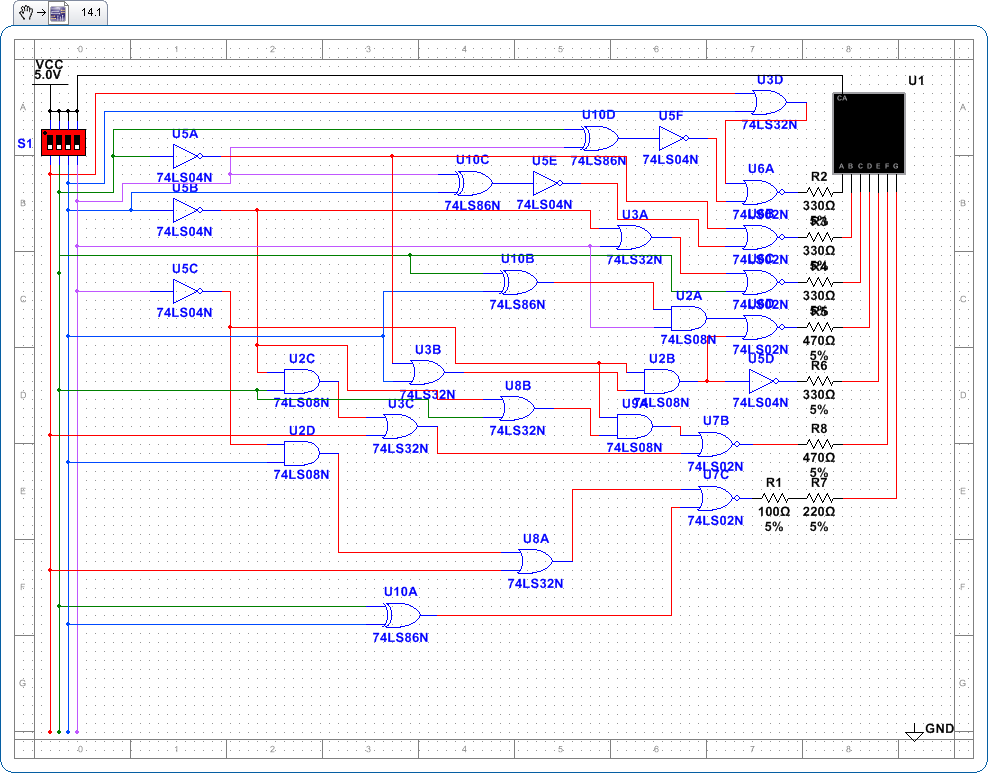 14.1
0 1 2 3 4 5 6 7 8
VCC
5.0V
S1
A
B
C
D
E
F
G
U3D
74LS32N
U1
CA
A B C D E F G
U10D
74LS86N
U5F
74LS04N
U5A
74LS04N
U10C
74LS86N
U5E
74LS04N
U6A
74LS02N
R2
330Ω
5%
U5B
74LS04N
U3A
74LS32N
U6B
74LS02N
R3
330Ω
5%
U5C
74LS04N
U10B
74LS86N
U6C
74LS02N
R4
330Ω
5%
U2A
74LS08N
U6D
74LS02N
R5
470Ω
5%
U2C
74LS08N
U3B
74LS32N
U2B
74LS08N
U5D
74LS04N
R6
330Ω
5%
U3C
74LS32N
U8B
74LS32N
U9A
74LS08N
U7B
74LS02N
R8
470Ω
5%
U2D
74LS08N
U7C
74LS02N
R1
100Ω
5%
R7
220Ω
5%
U8A
74LS32N
U10A
74LS86N
GND
A
B
C
D
E
F
G
0 1 2 3 4 5 6 7 8